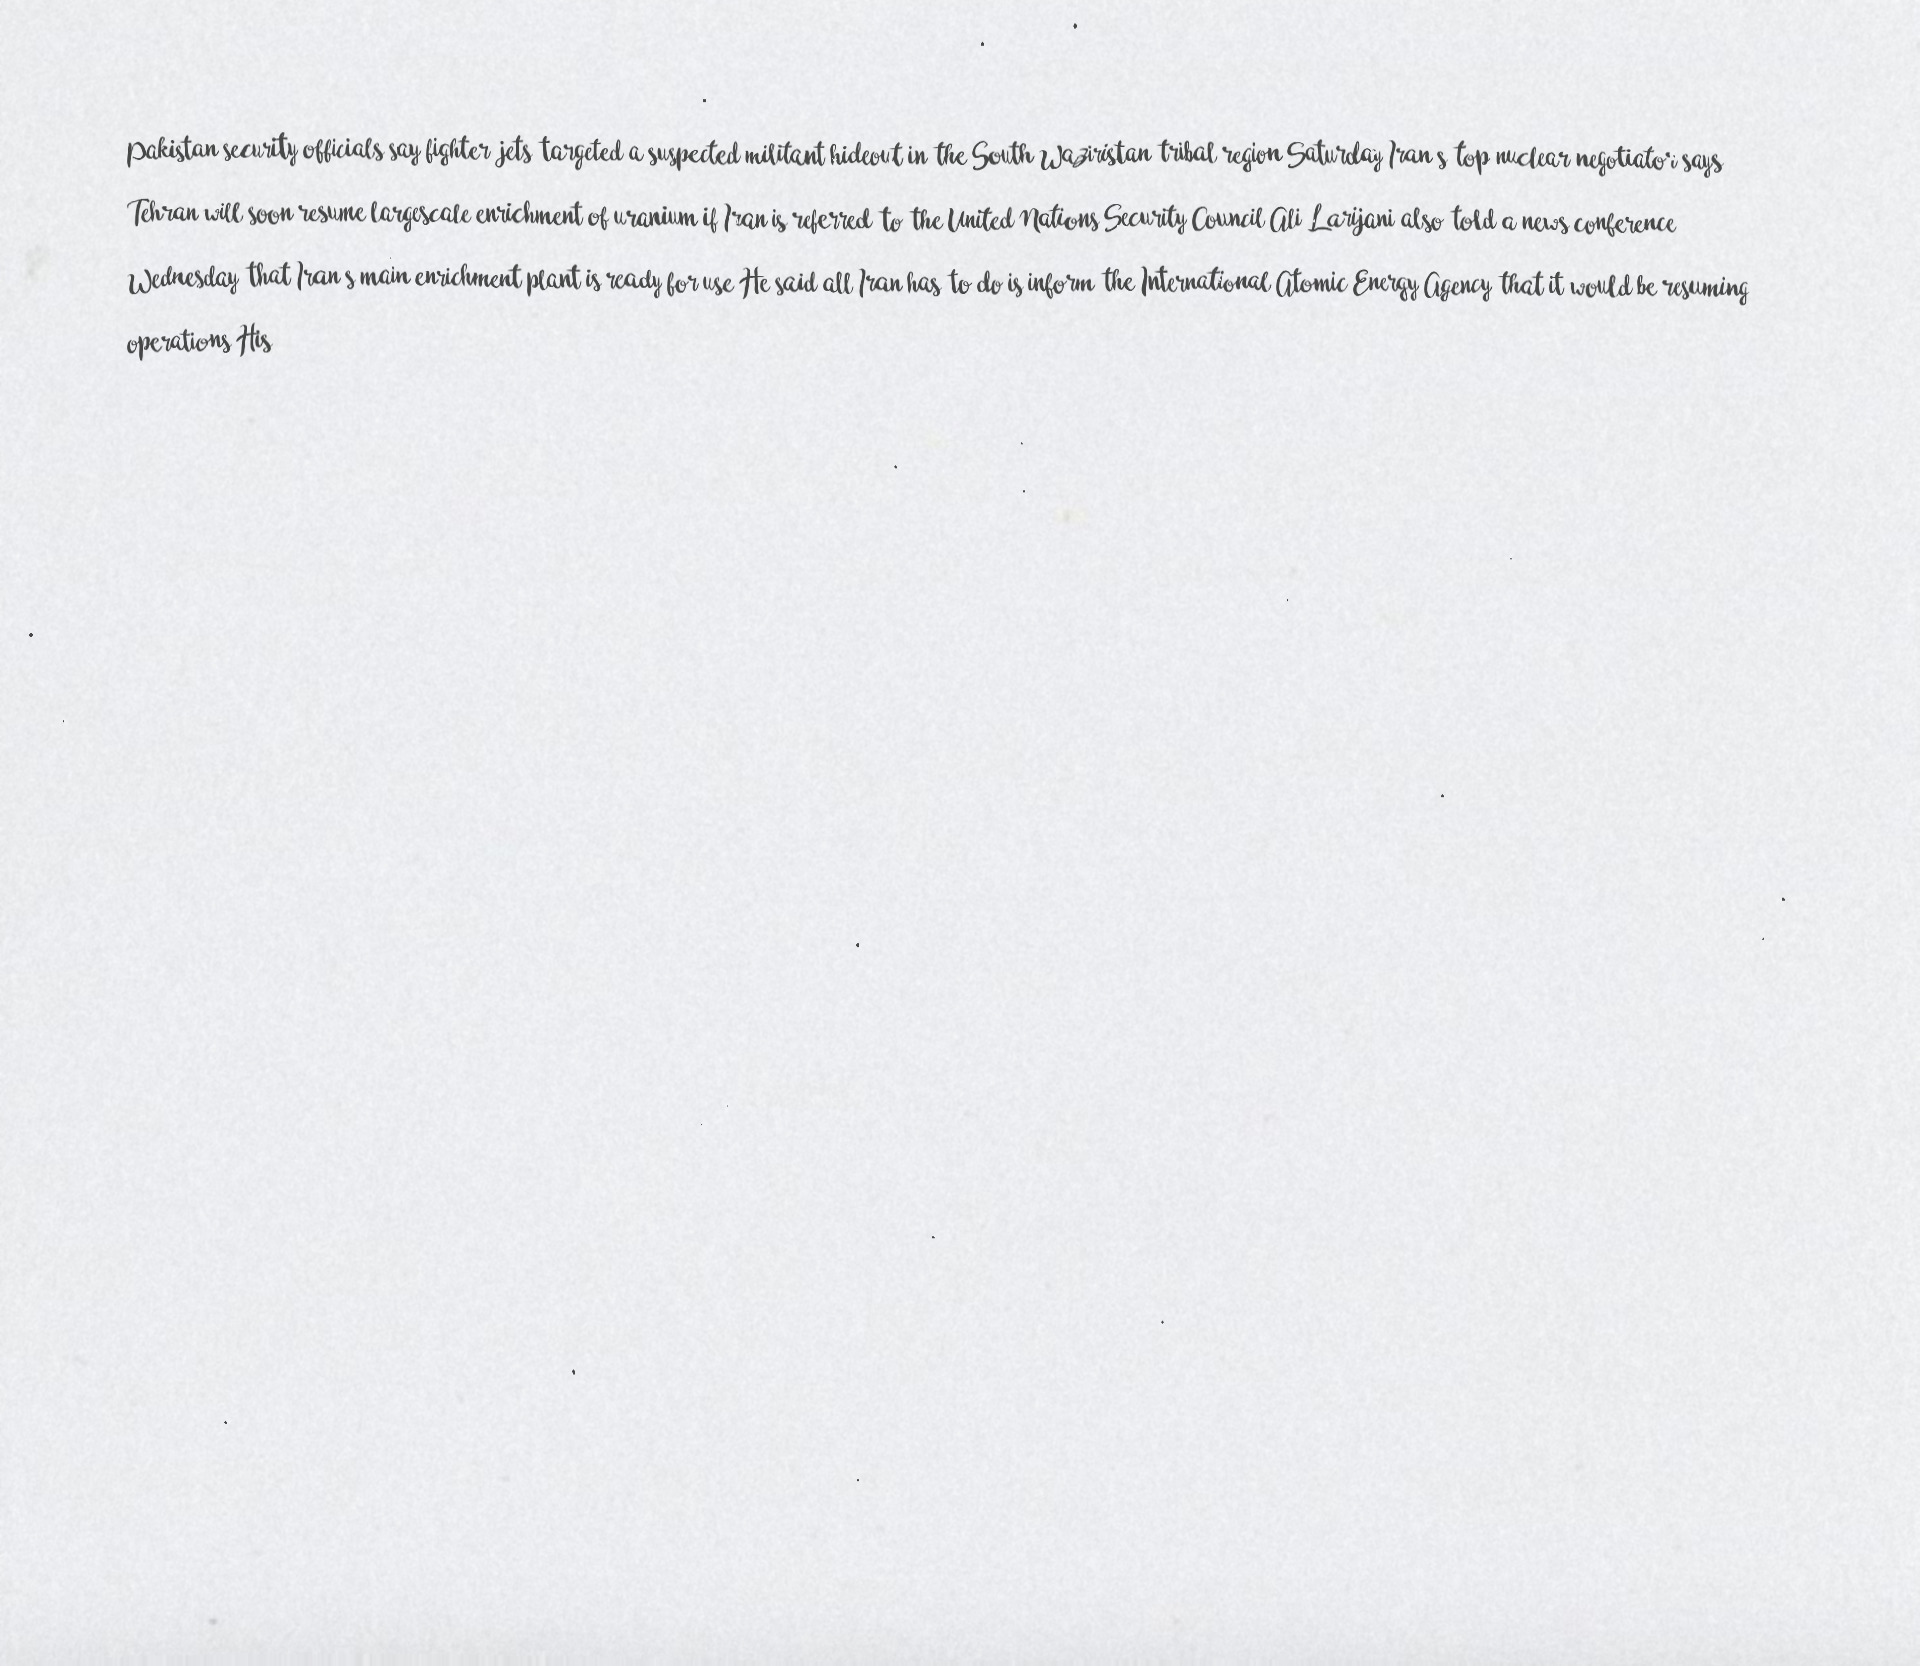 Pakistan security officials say fighter jets targeted a suspected militant hideout in the South Waziristan tribal region Saturday Iran s top nuclear negotiator says
Tehran will soon resume largescale enrichment of uranium if Iran is referred to the United Nations Security Council Ali Larijani also told a news conference
Wednesday that Iran s main enrichment plant is ready for use He said all Iran has to do is inform the International Atomic Energy Agency that it would be resuming
operations His